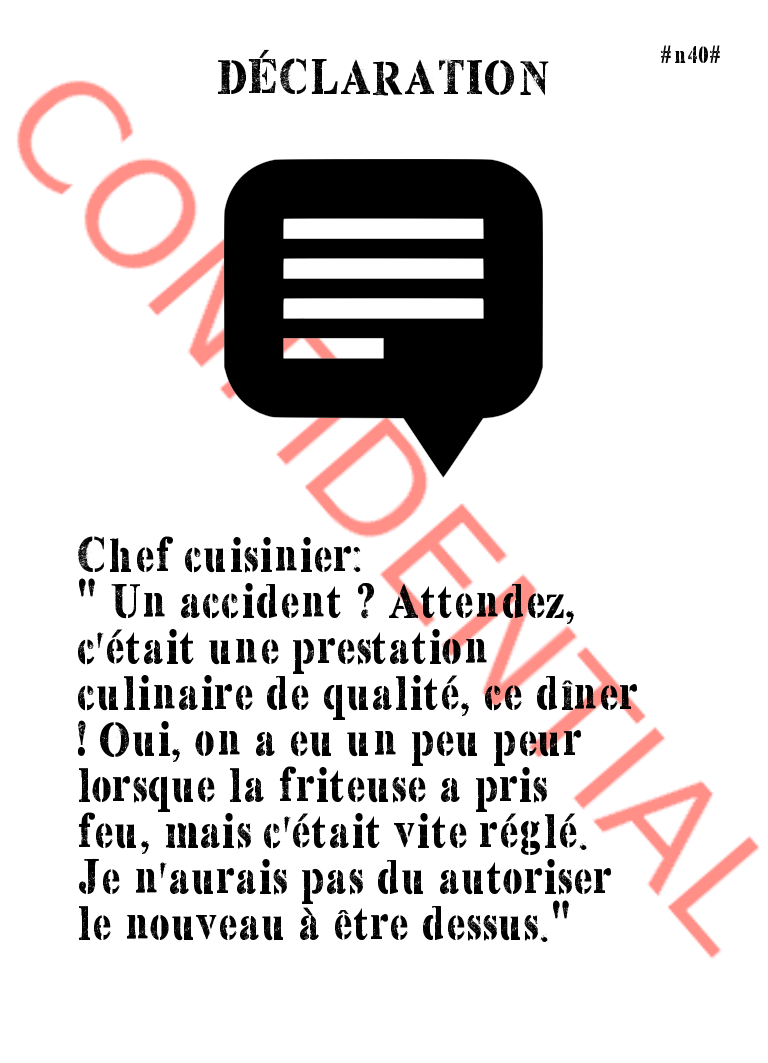 #n40#
DÉCLARATION
CONFIDENTIAL
Chef cuisinier:
" Un accident ? Attendez,
c'était une prestation
culinaire de qualité, ce dîner
! Oui, on a eu un peu peur
lorsque la friteuse a pris
feu, mais c'était vite réglé.
Je n'aurais pas du autoriser
le nouveau à être dessus."